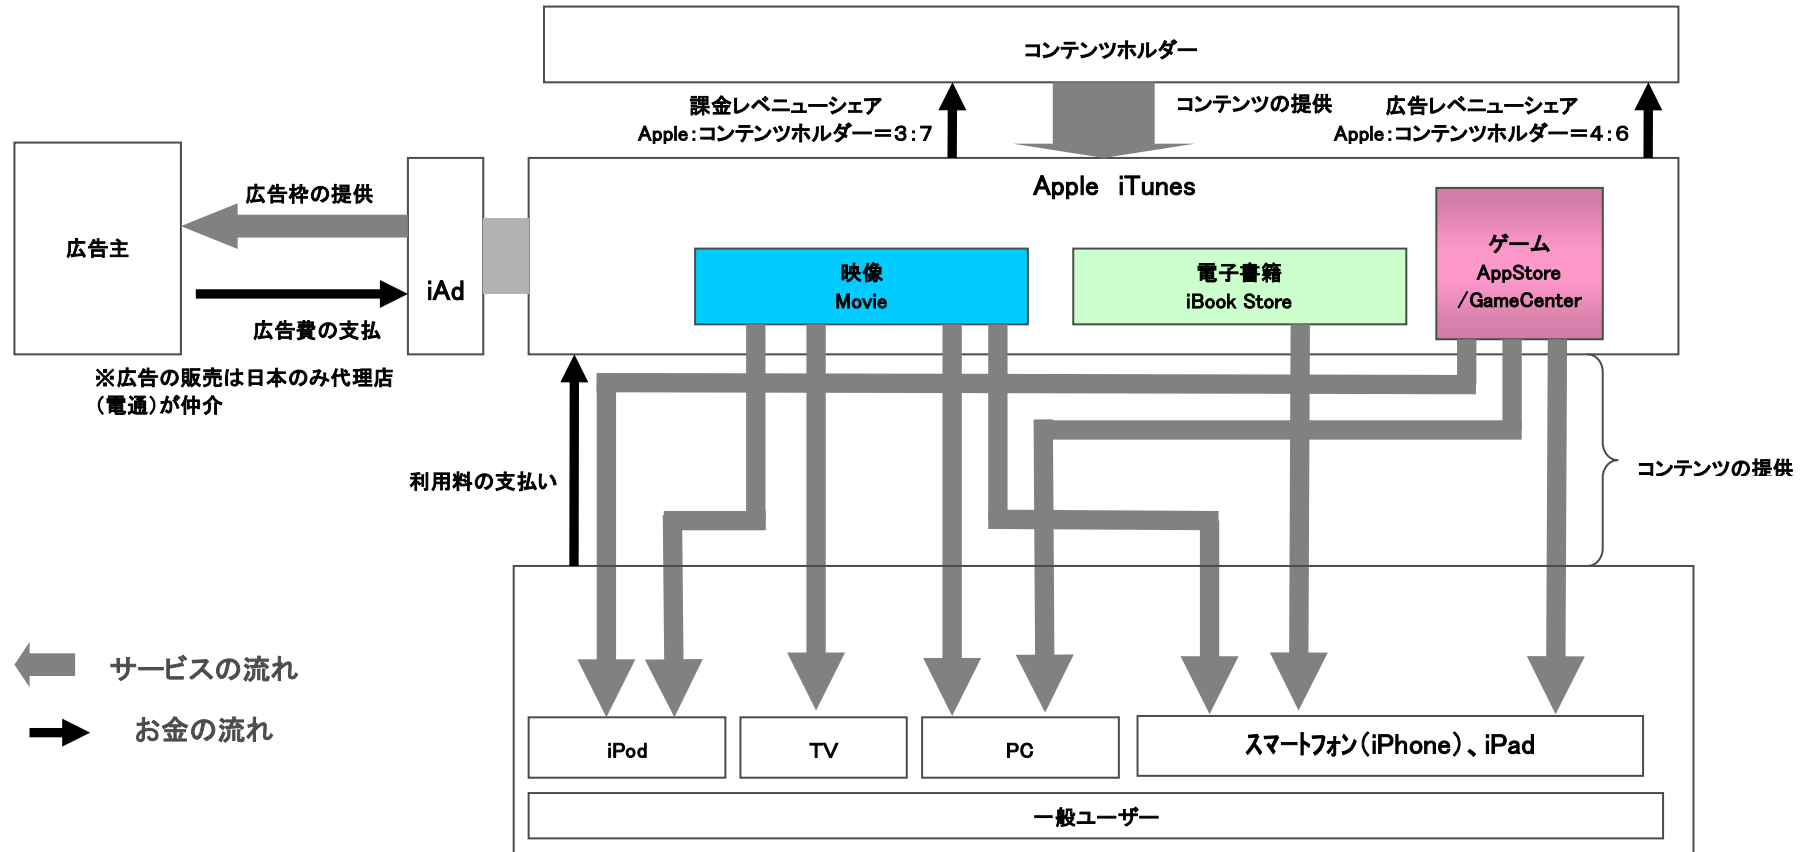 コンテンツホルダー
課金レベニューシェア
Apple：コンテンツホルダー＝3：7
コンテンツの提供
広告レベニューシェア
Apple：コンテンツホルダー＝4：6
Apple　iTunes
広告枠の提供
広告主
iAd
広告費の支払
※広告の販売は日本のみ代理店
（電通）が仲介
映像
Movie
電子書籍
iBook Store
ゲーム
AppStore
/GameCenter
利用料の支払い
コンテンツの提供
サービスの流れ
お金の流れ
iPod
TV
PC
スマートフォン（iPhone）、iPad
一般ユーザー